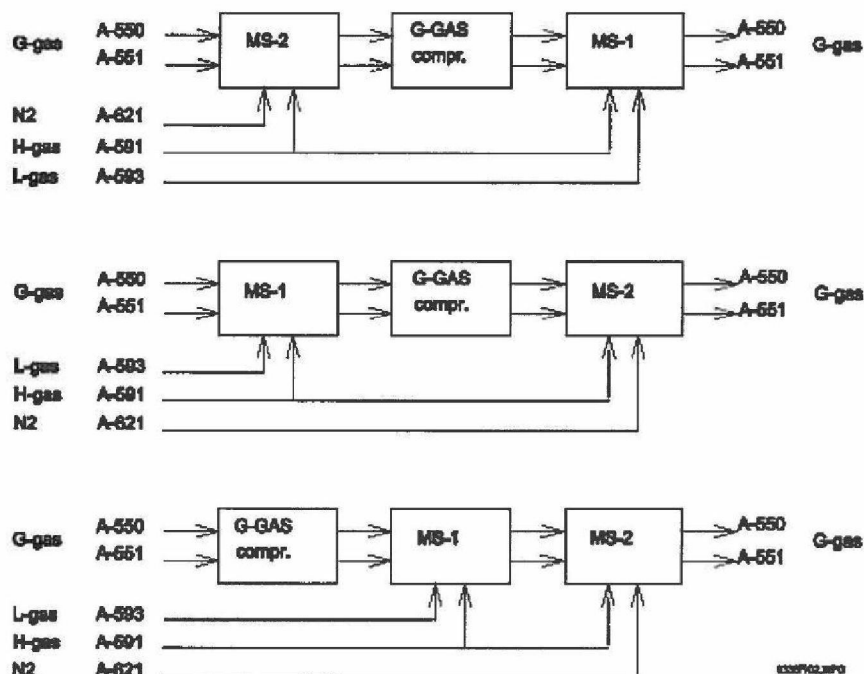 G-gas A-550 MS-2 G-GAS compr. MS-1 A-550 G-gas
A-551 A-551
N2 A-621
H-gas A-591
L-gas A-593
G-gas A-550 MS-1 G-GAS compr. MS-2 A-550 G-gas
A-551 A-551
L-gas A-593
H-gas A-591
N2 A-621
G-gas A-550 G-GAS compr. MS-1 MS-2 A-550 G-gas
A-551 A-551
L-gas A-593
H-gas A-591
N2 A-621